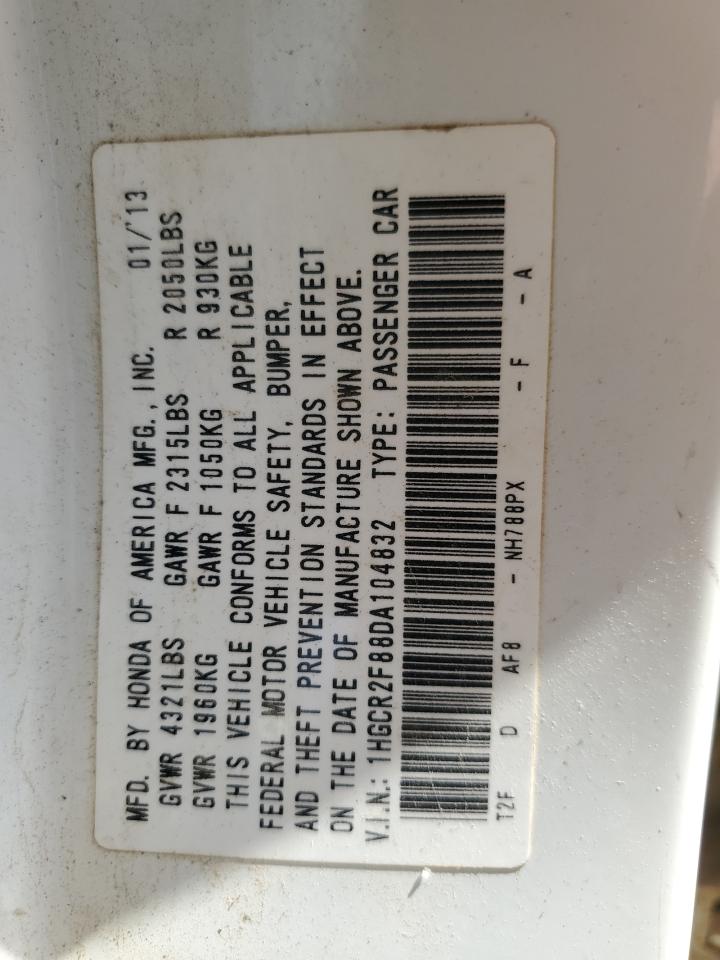 MFD. BY HONDA OF AMERICA MFG., INC. 01/'13
GVWR 4321LBS GAWR F 2315LBS R 2050LBS
GVWR 1960KG GAWR F 1050KG R 930KG
THIS VEHICLE CONFORMS TO ALL APPLICABLE
FEDERAL MOTOR VEHICLE SAFETY, BUMPER,
AND THEFT PREVENTION STANDARDS IN EFFECT
ON THE DATE OF MANUFACTURE SHOWN ABOVE.
V.I.N.: 1HGCR2F88DA104832 TYPE: PASSENGER CAR
T2F D AF8 - NH788PX - F - A